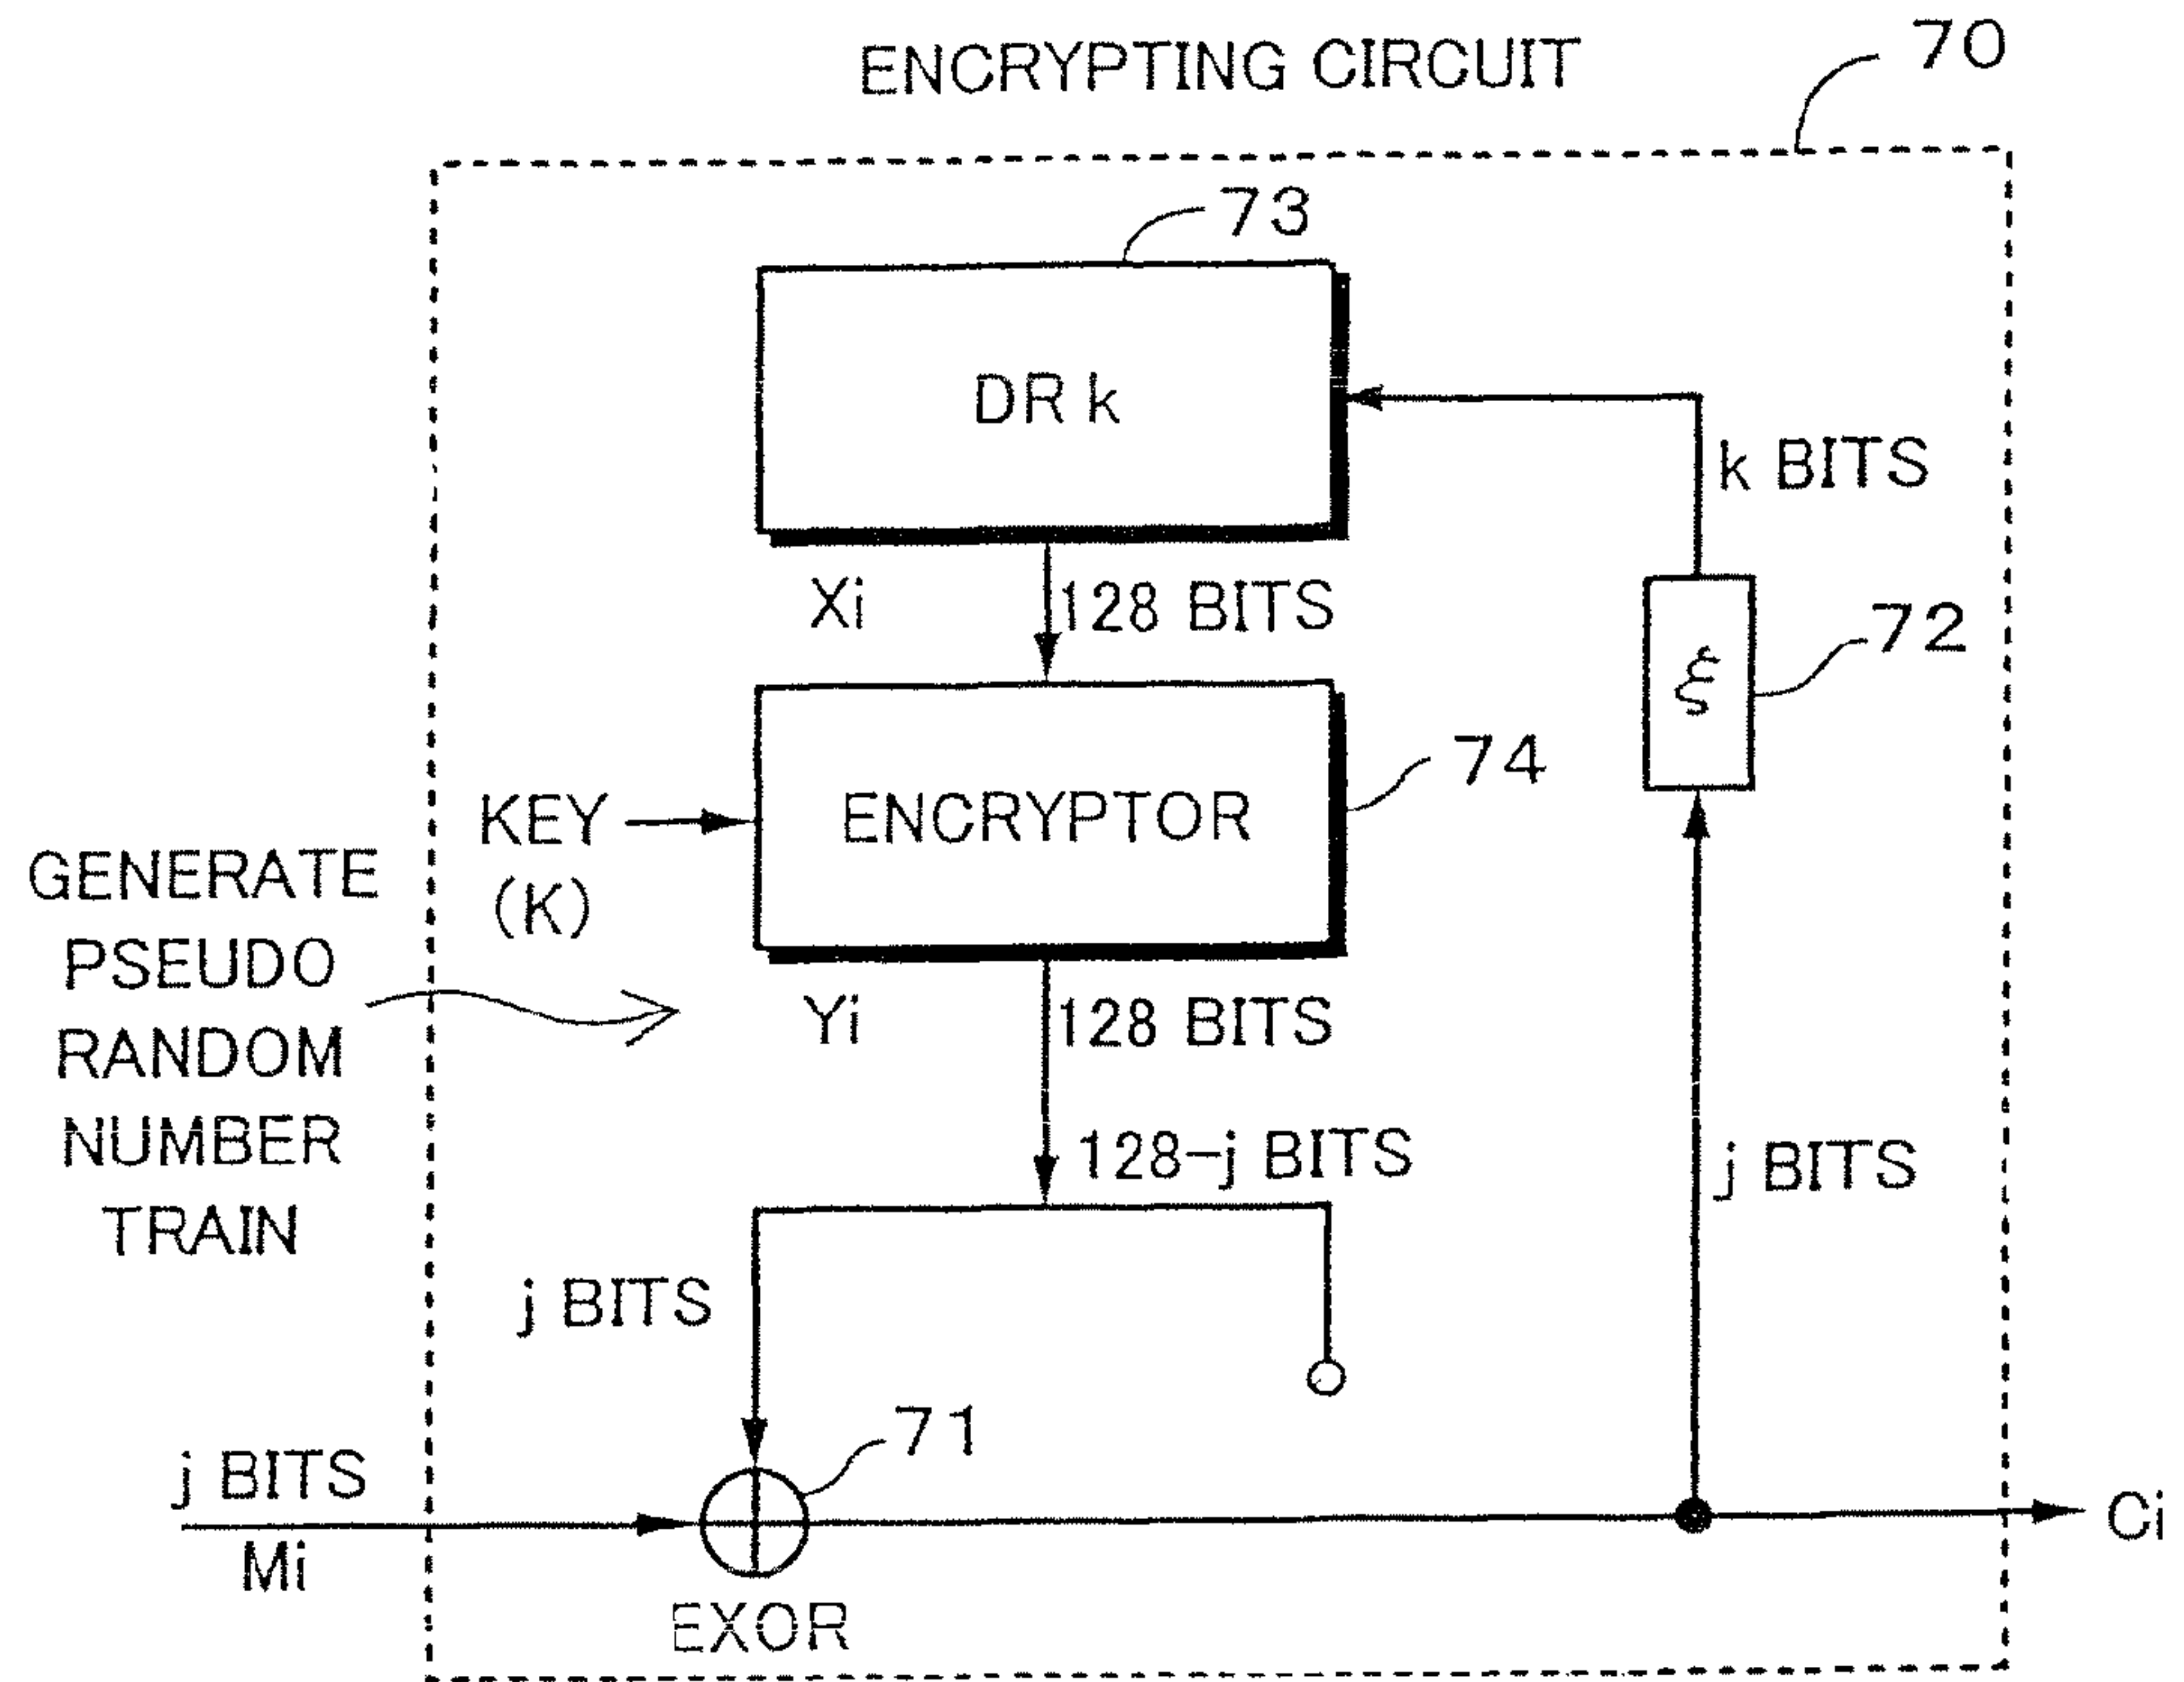 ENCRYPTING CIRCUIT
70
73
DR k
k BITS
Xi
128 BITS
72
ξ
74
KEY
(K)
ENCRYPTOR
GENERATE
PSEUDO
RANDOM
NUMBER
TRAIN
Yi
128 BITS
128-j BITS
j BITS
j BITS
71
j BITS
Mi
EXOR
Ci